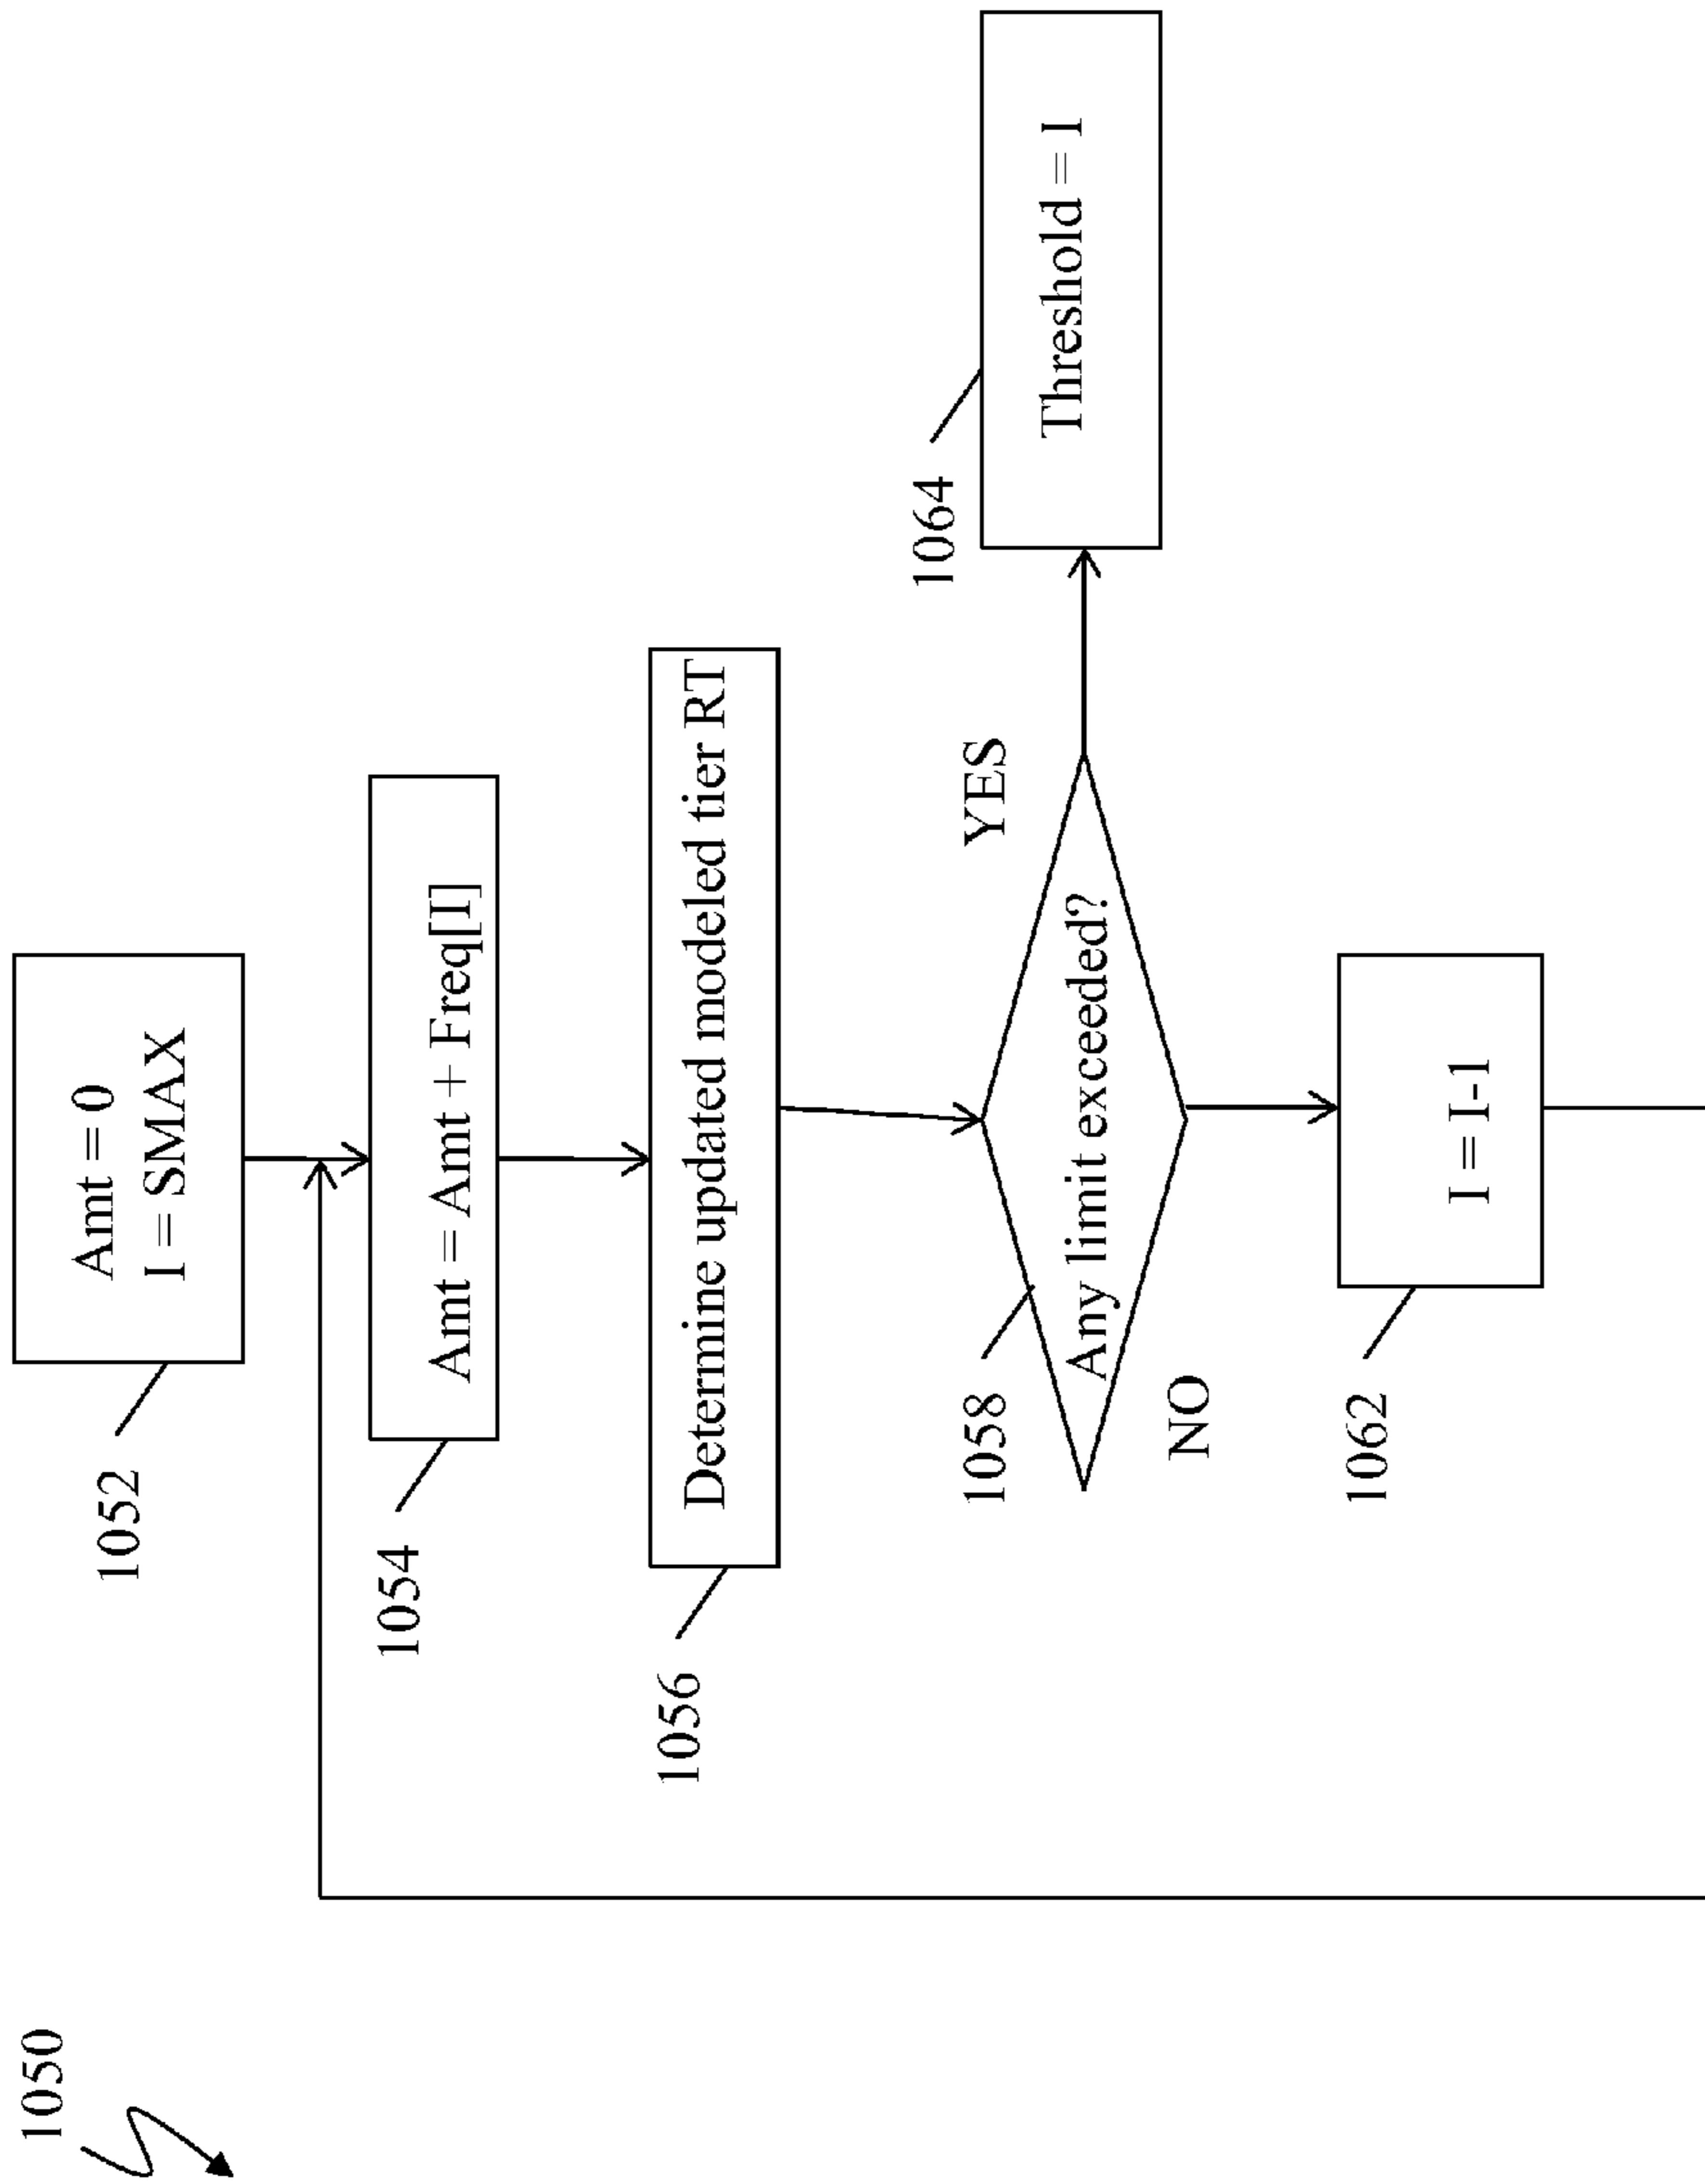 1050
1052
Amt = 0
I = SMAX
1054
Amt = Amt + Freq[I]
1056
Determine updated modeled tier RT
1058
Any limit exceeded?
YES
1064
Threshold = I
NO
1062
I = I-1